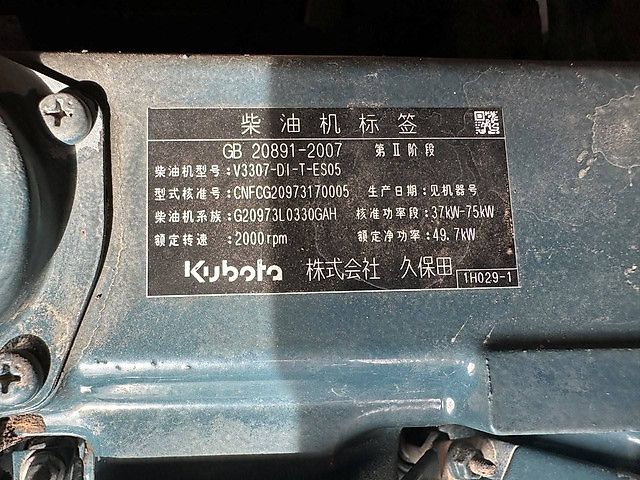 柴油机标签
GB 20891-2007 第Ⅱ阶段
柴油机型号:V3307-DI-T-ES05
型式核准号:CNFCG20973170005 生产日期:见机器号
柴油机系族:G20973L0330GAH 核准功率段:37kW-75kW
额定转速:2000rpm 额定净功率:49.7kW
Kubota 株式会社 久保田
1H029-1